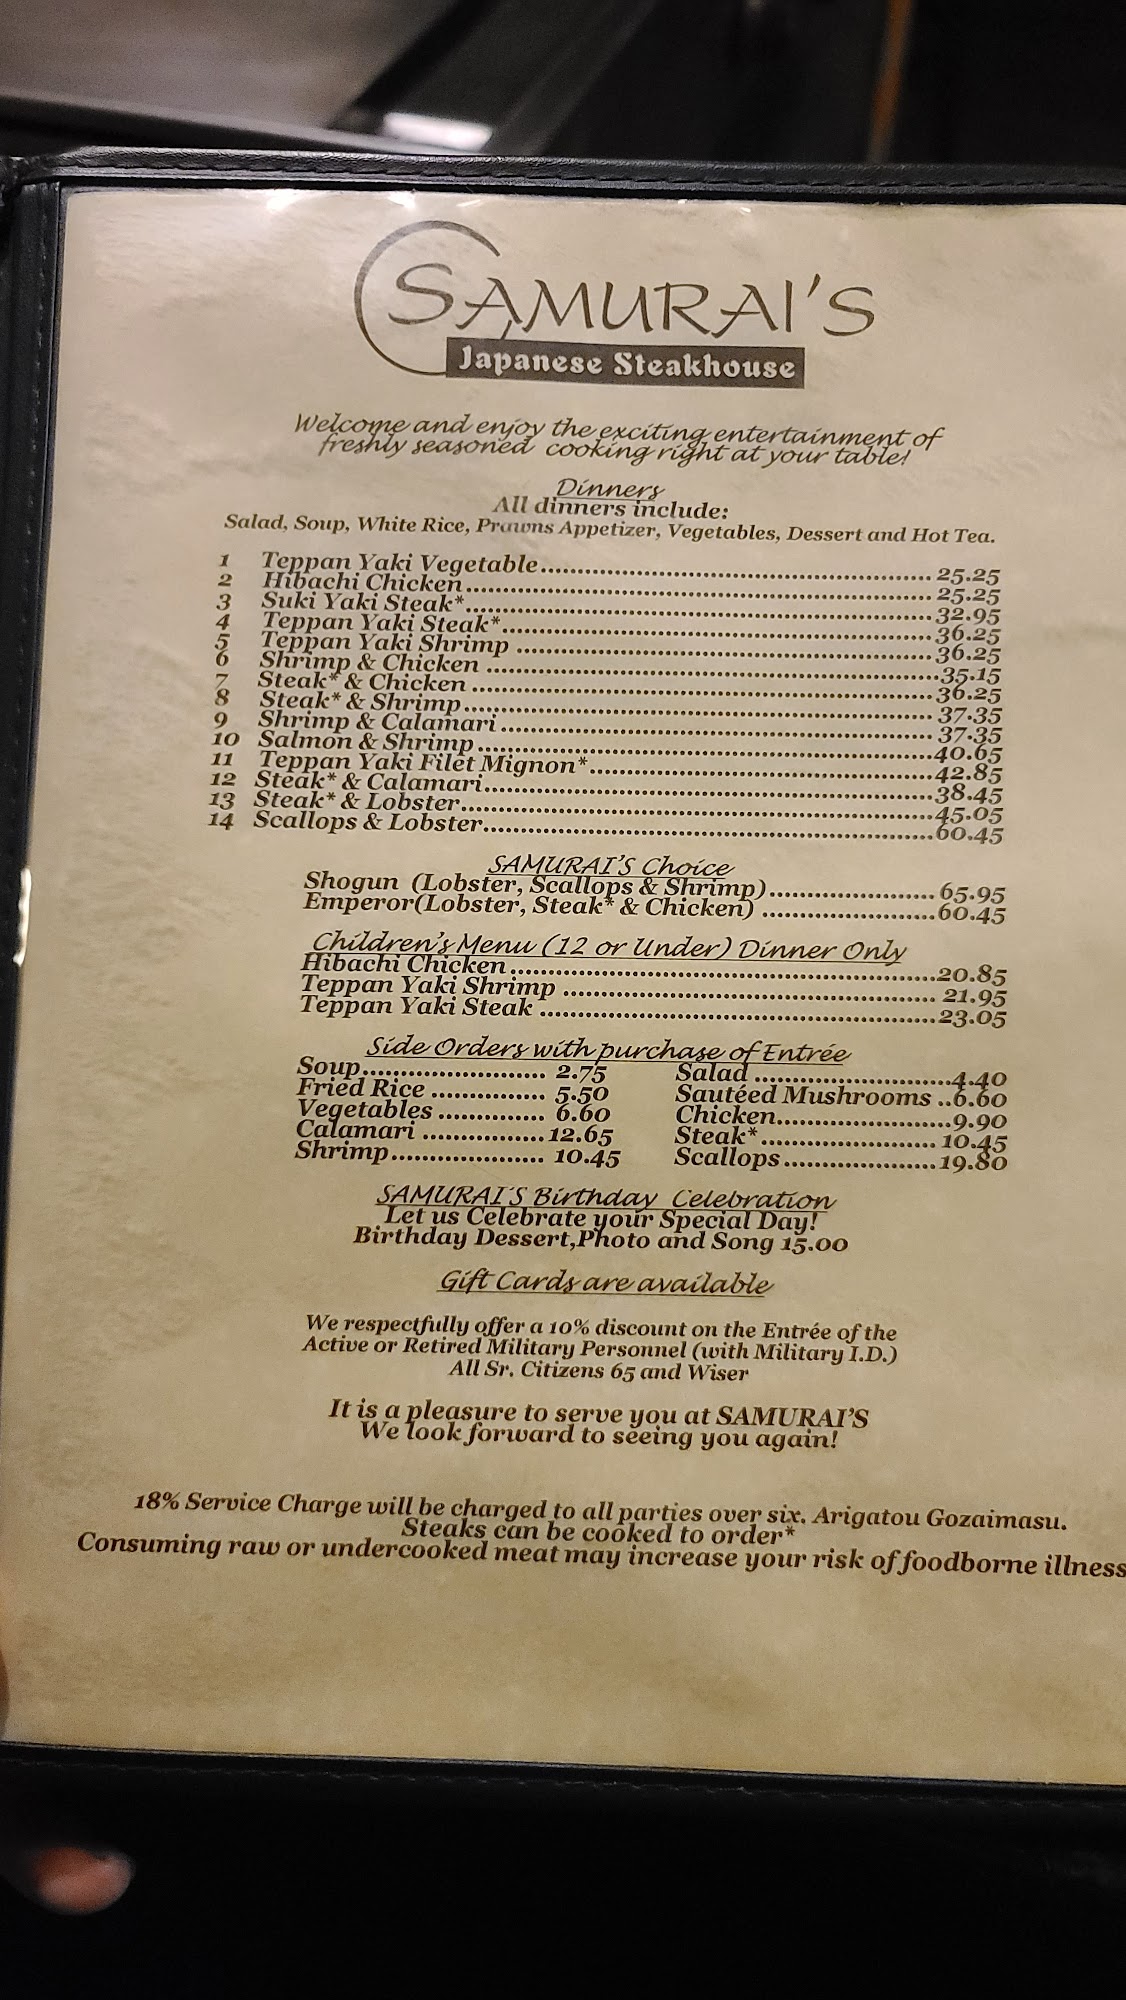 SAMURAI'S
Japanese Steakhouse
Welcome and enjoy the exciting entertainment of
freshly seasoned cooking right at your table!
Dinners
All dinners include:
Salad, Soup, White Rice, Prawns Appetizer, Vegetables, Dessert and Hot Tea.
1 Teppan Yaki Vegetable.......... 25.25
2 Hibachi Chicken.......... 25.25
3 Suki Yaki Steak*.......... 32.95
4 Teppan Yaki Steak*.......... 36.25
5 Teppan Yaki Shrimp .......... 36.25
6 Shrimp & Chicken .......... 35.15
7 Steak* & Chicken .......... 36.25
8 Steak* & Shrimp.......... 37.35
9 Shrimp & Calamari .......... 37.35
10 Salmon & Shrimp .......... 40.65
11 Teppan Yaki Filet Mignon*.......... 42.85
12 Steak* & Calamari.......... 38.45
13 Steak* & Lobster.......... 45.05
14 Scallops & Lobster.......... 60.45
SAMURAI'S Choice
Shogun (Lobster, Scallops & Shrimp).......... 65.95
Emperor(Lobster, Steak* & Chicken) .......... 60.45
Children's Menu (12 or Under) Dinner Only
Hibachi Chicken .......... 20.85
Teppan Yaki Shrimp .......... 21.95
Teppan Yaki Steak .......... 23.05
Side Orders with purchase of Entrée
Soup.......... 2.75 Salad .......... 4.40
Fried Rice .......... 5.50 Sautéed Mushrooms ..6.60
Vegetables .......... 6.60 Chicken.......... 9.90
Calamari .......... 12.65 Steak*.......... 10.45
Shrimp.......... 10.45 Scallops.......... 19.80
SAMURAI'S Birthday Celebration
Let us Celebrate your Special Day!
Birthday Dessert,Photo and Song 15.00
Gift Cards are available
We respectfully offer a 10% discount on the Entrée of the
Active or Retired Military Personnel (with Military I.D.)
All Sr. Citizens 65 and Wiser
It is a pleasure to serve you at SAMURAI'S
We look forward to seeing you again!
18% Service Charge will be charged to all parties over six. Arigatou Gozaimasu.
Steaks can be cooked to order*
Consuming raw or undercooked meat may increase your risk of foodborne illness